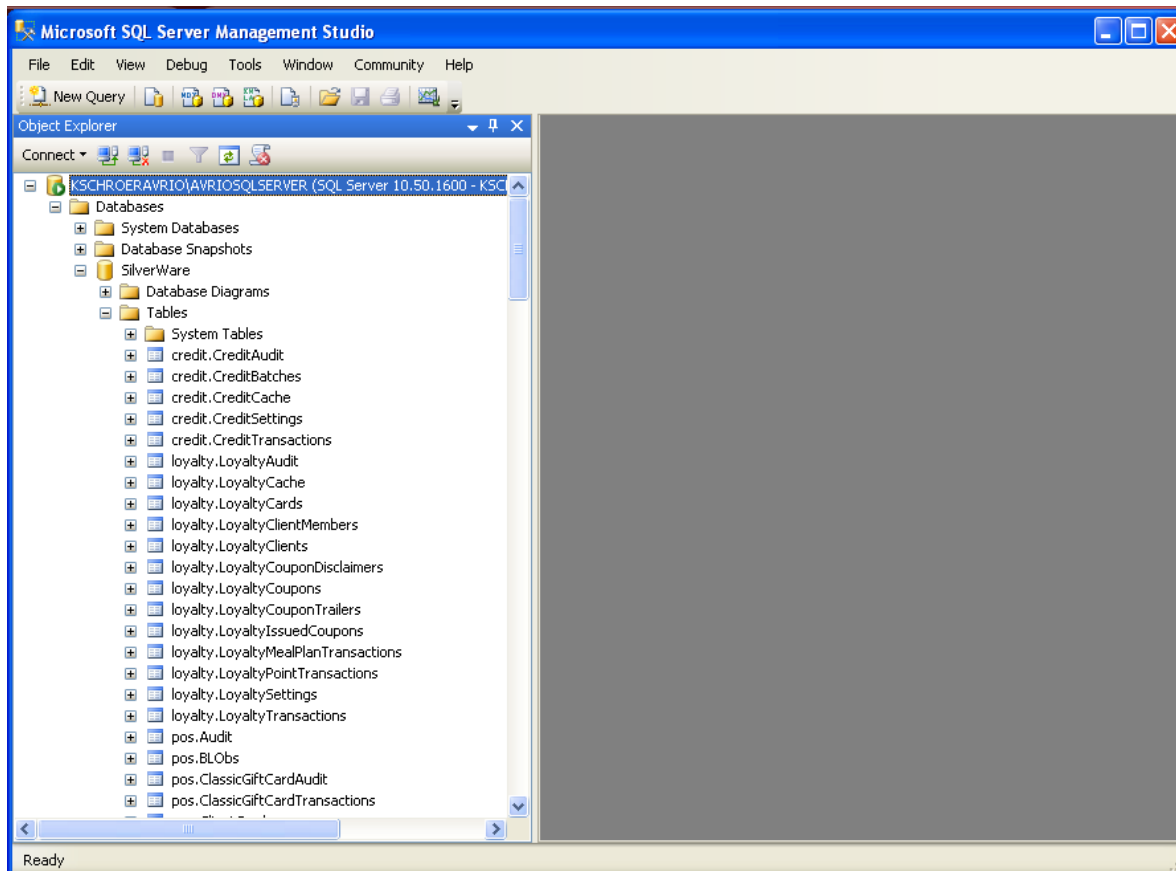 Microsoft SQL Server Management Studio
File Edit View Debug Tools Window Community Help
New Query
Object Explorer
Connect
KSCHROERAVRIO\AVRIOSQLSERVER (SQL Server 10.50.1600 - KSC
Databases
System Databases
Database Snapshots
SilverWare
Database Diagrams
Tables
System Tables
credit.CreditAudit
credit.CreditBatches
credit.CreditCache
credit.CreditSettings
credit.CreditTransactions
loyalty.LoyaltyAudit
loyalty.LoyaltyCache
loyalty.LoyaltyCards
loyalty.LoyaltyClientMembers
loyalty.LoyaltyClients
loyalty.LoyaltyCouponDisclaimers
loyalty.LoyaltyCoupons
loyalty.LoyaltyCouponTrailers
loyalty.LoyaltyIssuedCoupons
loyalty.LoyaltyMealPlanTransactions
loyalty.LoyaltyPointTransactions
loyalty.LoyaltySettings
loyalty.LoyaltyTransactions
pos.Audit
pos.BLObs
pos.ClassicGiftCardAudit
pos.ClassicGiftCardTransactions
Ready